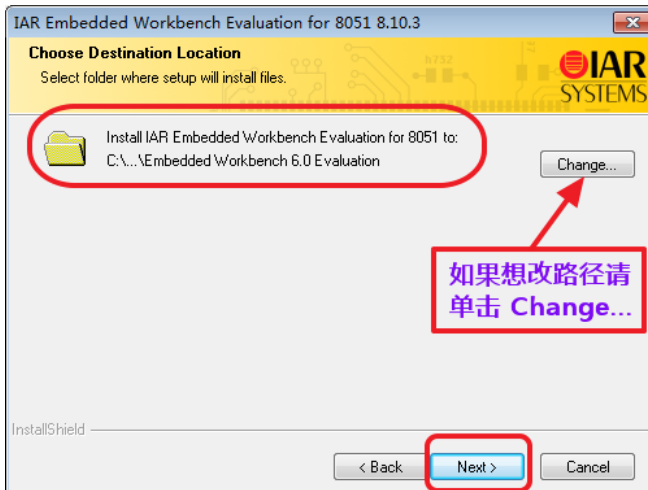 IAR Embedded Workbench Evaluation for 8051 8.10.3
Choose Destination Location
Select folder where setup will install files.
IAR
SYSTEMS
Install IAR Embedded Workbench Evaluation for 8051 to:
C:\...\Embedded Workbench 6.0 Evaluation
Change...
如果想改路径请
单击 Change...
InstallShield
< Back
Next >
Cancel